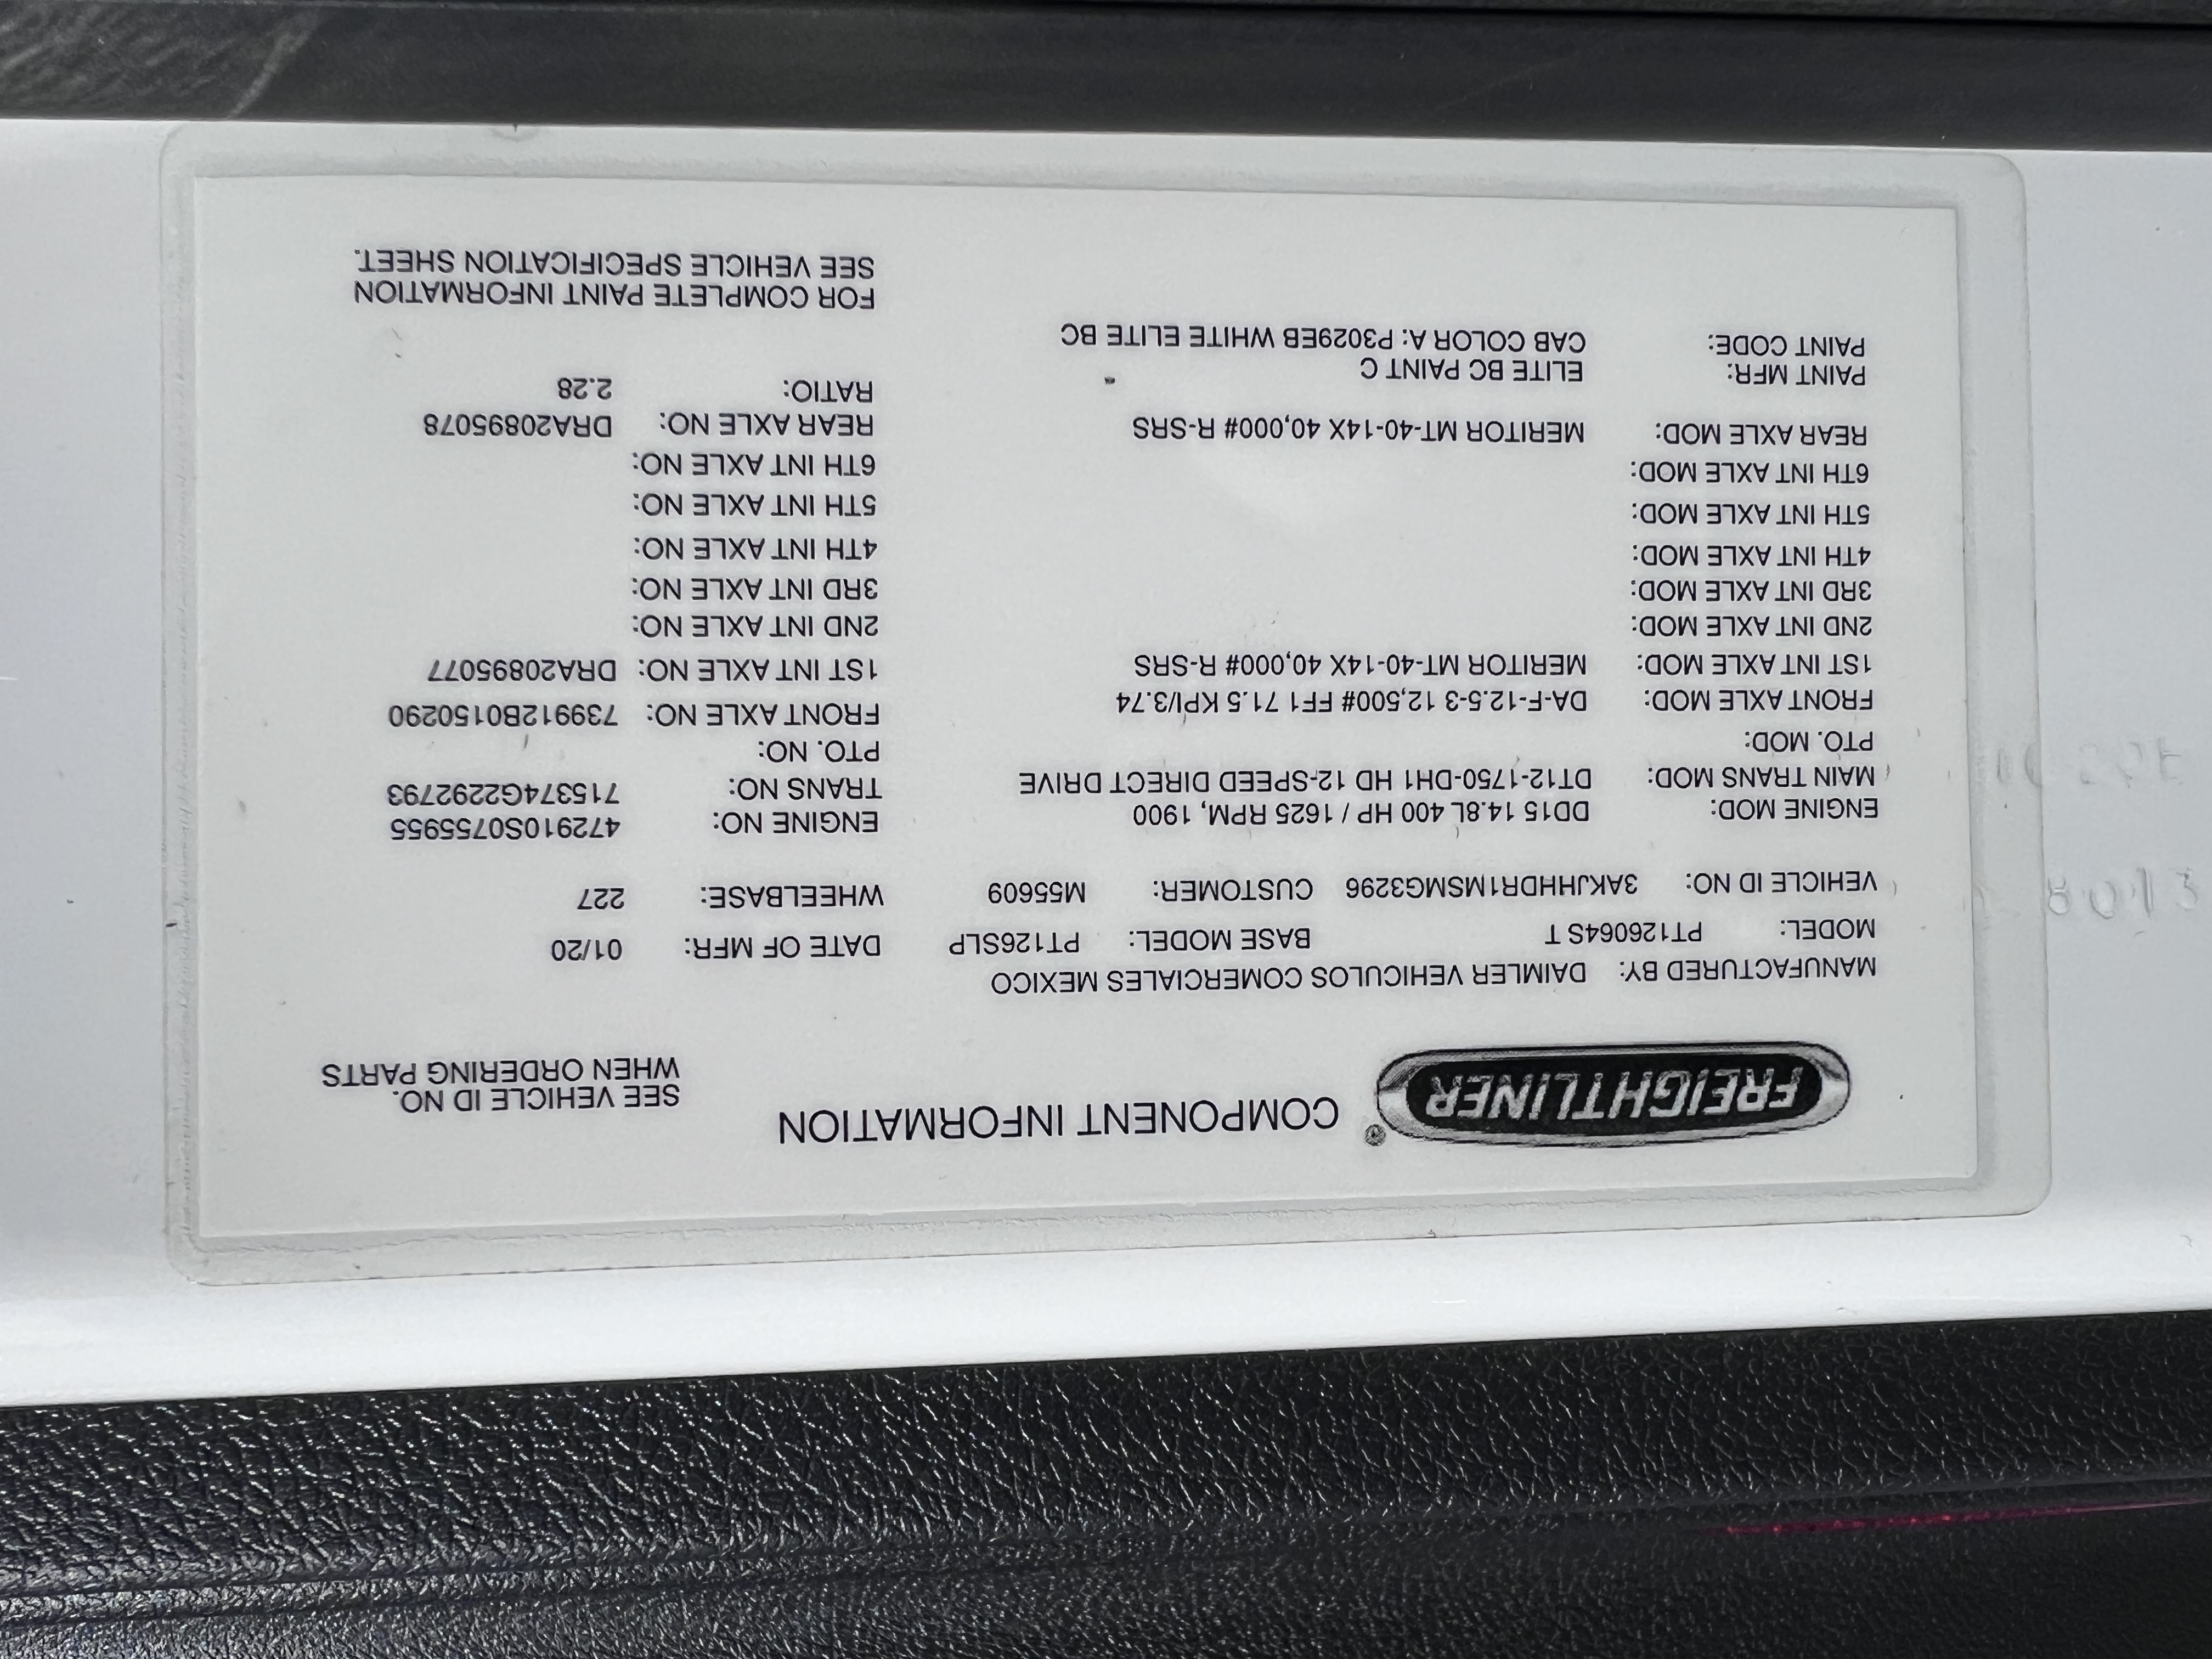 FREIGHTLINER® COMPONENT INFORMATION
SEE VEHICLE ID NO.
WHEN ORDERING PARTS
MANUFACTURED BY: DAIMLER VEHICULOS COMERCIALES MEXICO
MODEL: PT126064S T BASE MODEL: PT126SLP DATE OF MFR: 01/20
VEHICLE ID NO: 3AKJHHDR1MSMG3296 CUSTOMER: M55609 WHEELBASE: 227
ENGINE MOD: DD15 14.8L 400 HP / 1625 RPM, 1900 ENGINE NO: 472910S0755955
MAIN TRANS MOD: DT12-1750-DH1 HD 12-SPEED DIRECT DRIVE TRANS NO: 715374G2292793
PTO. MOD: PTO. NO:
FRONT AXLE MOD: DA-F-12.5-3 12,500# FF1 71.5 KPI/3.74 FRONT AXLE NO: 739912B0150290
1ST INT AXLE MOD: MERITOR MT-40-14X 40,000# R-SRS 1ST INT AXLE NO: DRA20895077
2ND INT AXLE MOD: 2ND INT AXLE NO:
3RD INT AXLE MOD: 3RD INT AXLE NO:
4TH INT AXLE MOD: 4TH INT AXLE NO:
5TH INT AXLE MOD: 5TH INT AXLE NO:
6TH INT AXLE MOD: 6TH INT AXLE NO:
REAR AXLE MOD: MERITOR MT-40-14X 40,000# R-SRS REAR AXLE NO: DRA20895078
RATIO: 2.28
PAINT MFR: ELITE BC PAINT C
PAINT CODE: CAB COLOR A: P3029EB WHITE ELITE BC
FOR COMPLETE PAINT INFORMATION
SEE VEHICLE SPECIFICATION SHEET.